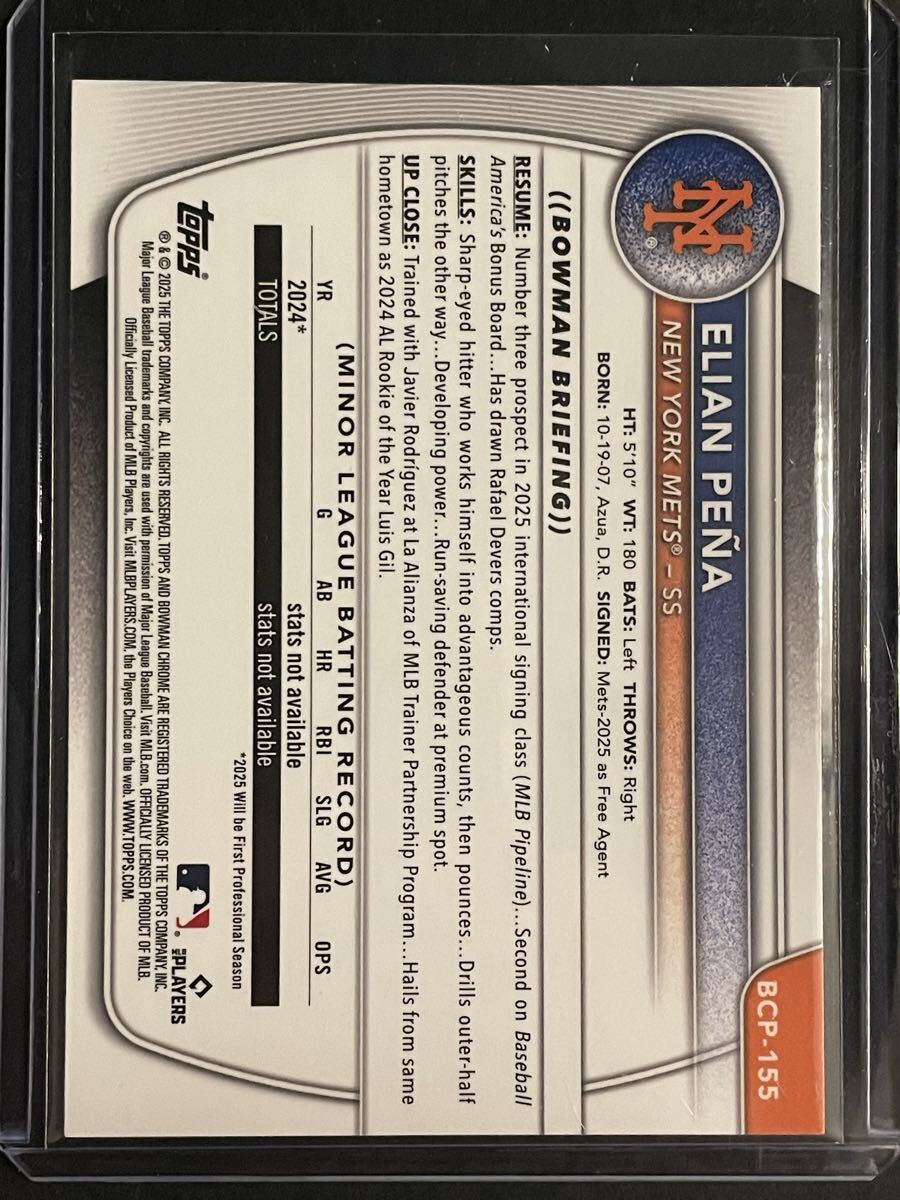 BCP-155
NY
ELIAN PEÑA
NEW YORK METS® – SS
HT: 5'10" WT: 180 BATS: Left THROWS: Right
BORN: 10-19-07, Azua, D.R. SIGNED: Mets-2025 as Free Agent
((BOWMAN BRIEFING))
RESUME: Number three prospect in 2025 international signing class (MLB Pipeline)...Second on Baseball
America's Bonus Board...Has drawn Rafael Devers comps.
SKILLS: Sharp-eyed hitter who works himself into advantageous counts, then pounces...Drills outer-half
pitches the other way...Developing power...Run-saving defender at premium spot.
UP CLOSE: Trained with Javier Rodríguez at La Alianza of MLB Trainer Partnership Program...Hails from same
hometown as 2024 AL Rookie of the Year Luis Gil.
(MINOR LEAGUE BATTING RECORD)
YR G AB HR RBI SLG AVG OPS
2024* stats not available
TOTALS stats not available
*2025 Will be First Professional Season
topps®
MLB PLAYERS
® & © 2025 THE TOPPS COMPANY, INC. ALL RIGHTS RESERVED. TOPPS AND BOWMAN CHROME ARE REGISTERED TRADEMARKS OF THE TOPPS COMPANY, INC.
Major League Baseball trademarks and copyrights are used with permission of Major League Baseball. Visit MLB.com. OFFICIALLY LICENSED PRODUCT OF MLB.
Officially Licensed Product of MLB Players, Inc. Visit MLBPLAYERS.COM, the Players Choice on the web. WWW.TOPPS.COM.